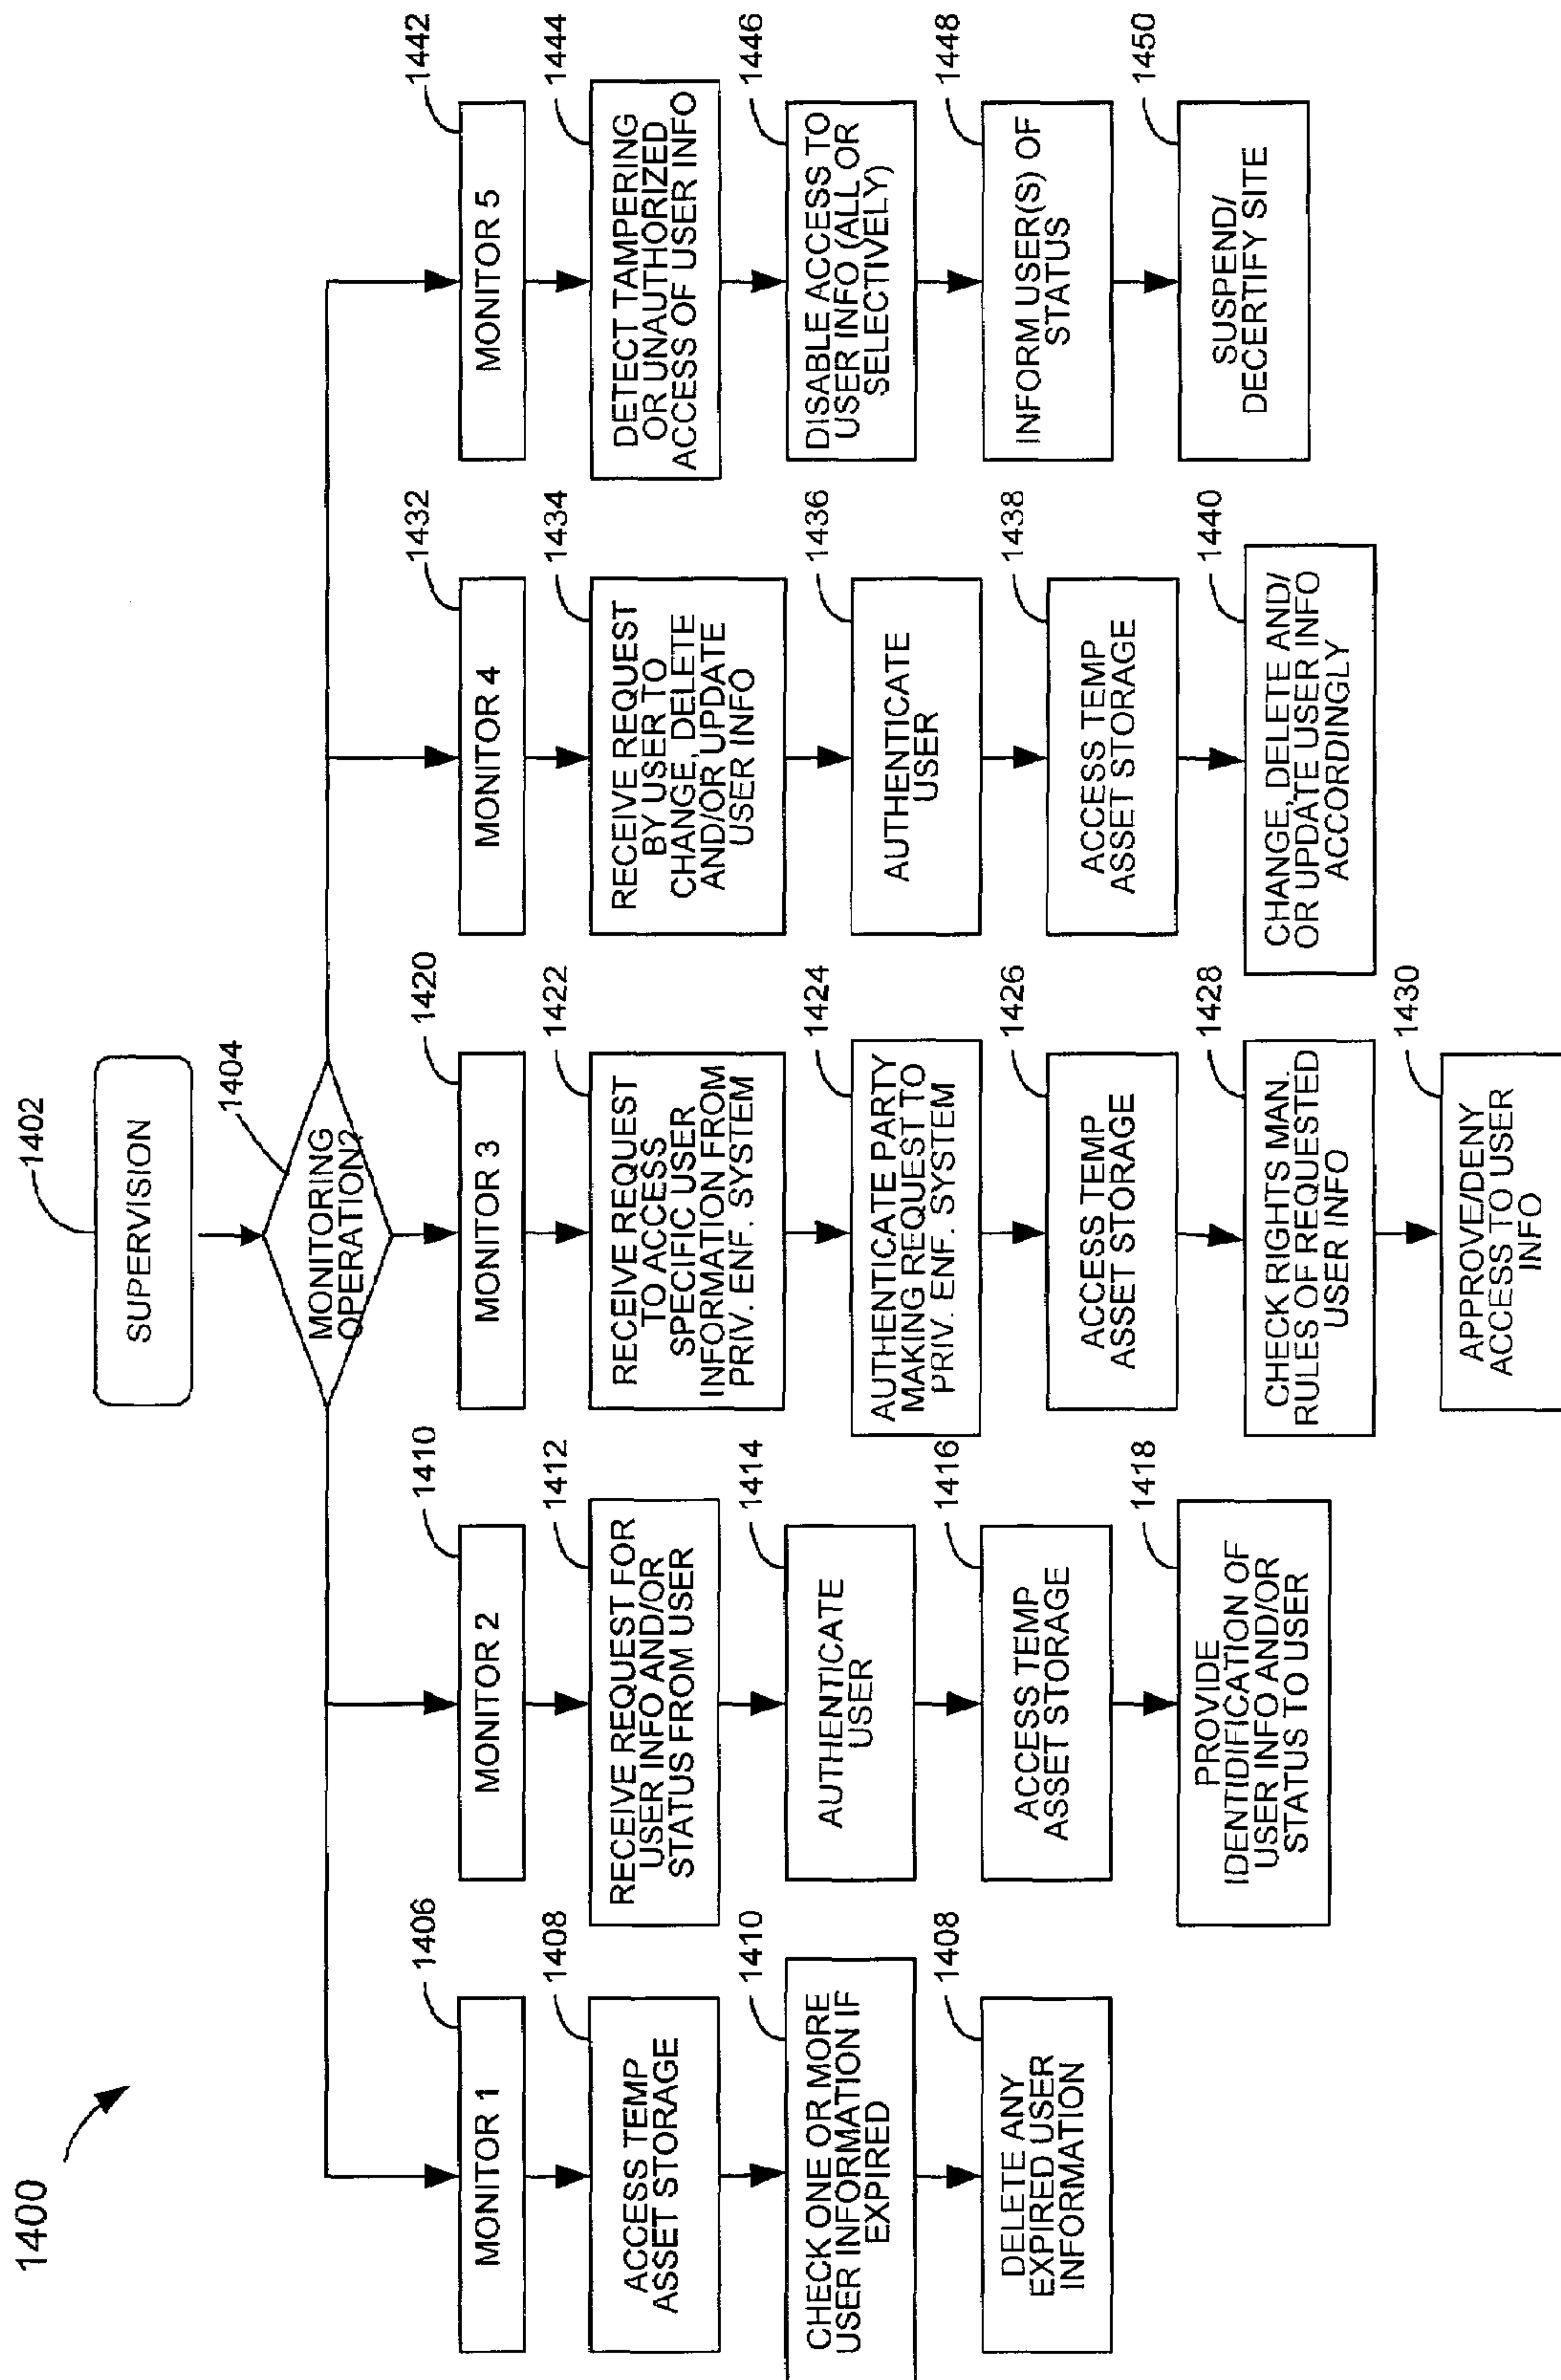 1400
1402
SUPERVISION
1404
MONITORING
OPERATION?
1406
MONITOR 1
1408
ACCESS TEMP
ASSET STORAGE
1410
CHECK ONE OR MORE
USER INFORMATION IF
EXPIRED
1408
DELETE ANY
EXPIRED USER
INFORMATION
1410
MONITOR 2
1412
RECEIVE REQUEST FOR
USER INFO AND/OR
STATUS FROM USER
1414
AUTHENTICATE
USER
1416
ACCESS TEMP
ASSET STORAGE
1418
PROVIDE
IDENTIDIFICATION OF
USER INFO AND/OR
STATUS TO USER
1420
MONITOR 3
1422
RECEIVE REQUEST
TO ACCESS
SPECIFIC USER
INFORMATION FROM
PRIV. ENF. SYSTEM
1424
AUTHENTICATE PARTY
MAKING REQUEST TO
PRIV. ENF. SYSTEM
1426
ACCESS TEMP
ASSET STORAGE
1428
CHECK RIGHTS MAN.
RULES OF REQUESTED
USER INFO
1430
APPROVE/DENY
ACCESS TO USER
INFO
1432
MONITOR 4
1434
RECEIVE REQUEST
BY USER TO
CHANGE, DELETE
AND/OR UPDATE
USER INFO
1436
AUTHENTICATE
USER
1438
ACCESS TEMP
ASSET STORAGE
1440
CHANGE, DELETE AND/
OR UPDATE USER INFO
ACCORDINGLY
1442
MONITOR 5
1444
DETECT TAMPERING
OR UNAUTHORIZED
ACCESS OF USER INFO
1446
DISABLE ACCESS TO
USER INFO (ALL OR
SELECTIVELY)
1448
INFORM USER(S) OF
STATUS
1450
SUSPEND/
DECERTIFY SITE